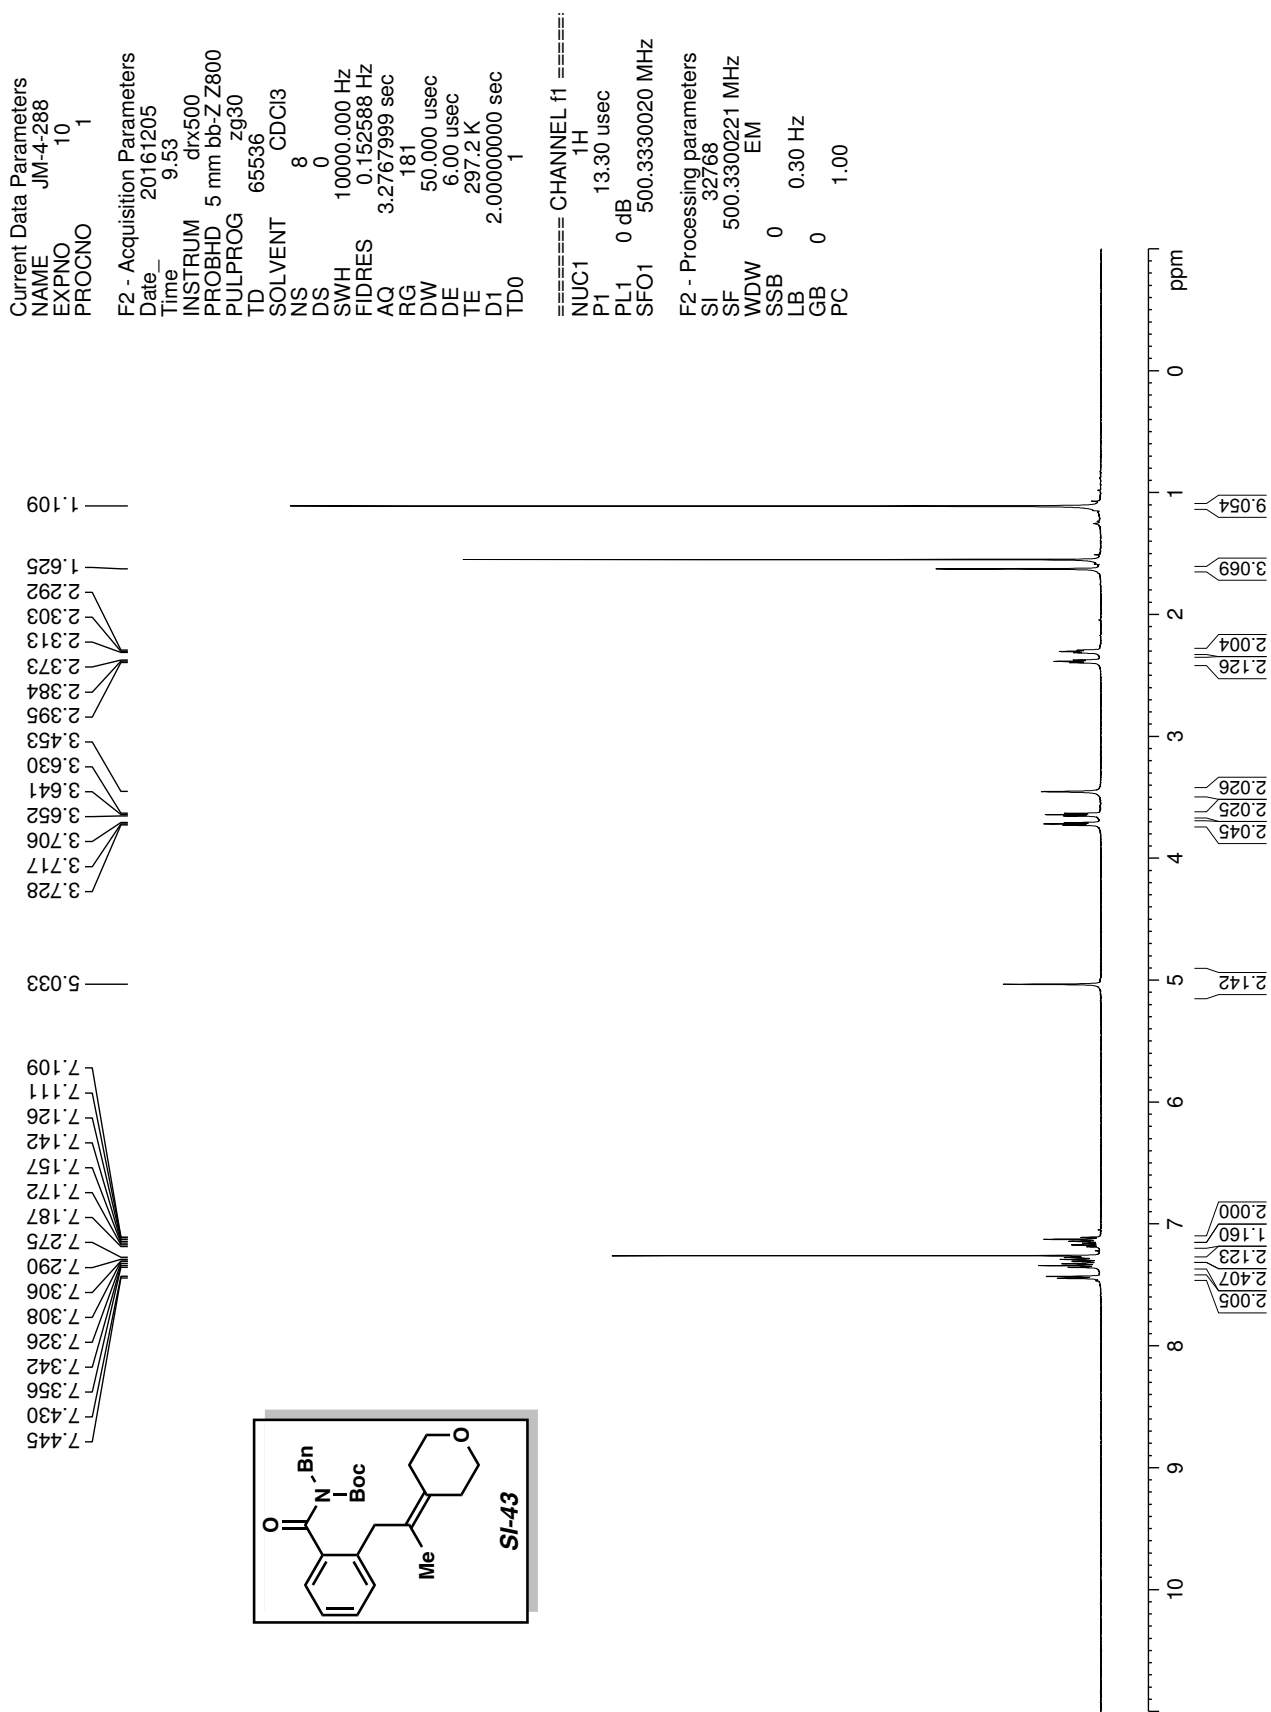 Current Data Parameters
NAME JM-4-288
EXPNO 10
PROCNO 1
F2 - Acquisition Parameters
Date_ 20161205
Time 9.53
INSTRUM drx500
PROBHD 5 mm bb-Z Z800
PULPROG zg30
TD 65536
SOLVENT CDCl3
NS 8
DS 0
SWH 10000.000 Hz
FIDRES 0.152588 Hz
AQ 3.2767999 sec
RG 181
DW 50.000 usec
DE 6.00 usec
TE 297.2 K
D1 2.00000000 sec
TD0 1
======== CHANNEL f1 ========
NUC1 1H
P1 13.30 usec
PL1 0 dB
SFO1 500.3330020 MHz
F2 - Processing parameters
SI 32768
SF 500.3300221 MHz
WDW EM
SSB 0
LB 0.30 Hz
GB 0
PC 1.00
7.445
7.430
7.356
7.342
7.326
7.308
7.306
7.290
7.275
7.187
7.172
7.157
7.142
7.126
7.111
7.109
5.033
3.728
3.717
3.706
3.652
3.641
3.630
3.453
2.395
2.384
2.373
2.313
2.303
2.292
1.625
1.109
O
N
Bn
Boc
Me
O
SI-43
10 9 8 7 6 5 4 3 2 1 0 ppm
2.005
2.407
2.123
1.160
2.000
2.142
2.045
2.025
2.026
2.126
2.004
3.069
9.054